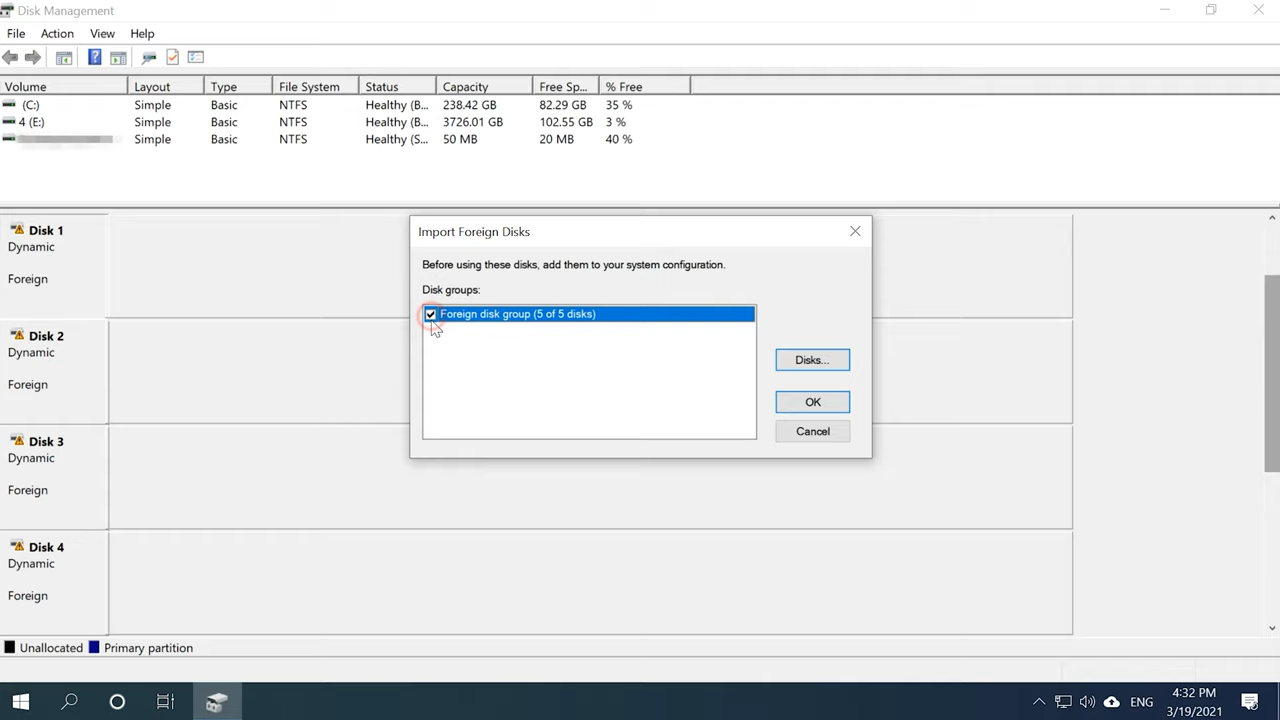 Disk Management
File Action View Help
Volume Layout Type File System Status Capacity Free Sp... % Free
(C:) Simple Basic NTFS Healthy (B... 238.42 GB 82.29 GB 35 %
4 (E:) Simple Basic NTFS Healthy (B... 3726.01 GB 102.55 GB 3 %
Simple Basic NTFS Healthy (S... 50 MB 20 MB 40 %
Disk 1
Dynamic
Foreign
Disk 2
Dynamic
Foreign
Disk 3
Dynamic
Foreign
Disk 4
Dynamic
Foreign
Import Foreign Disks
Before using these disks, add them to your system configuration.
Disk groups:
Foreign disk group (5 of 5 disks)
Disks...
OK
Cancel
Unallocated Primary partition
ENG
4:32 PM
3/19/2021